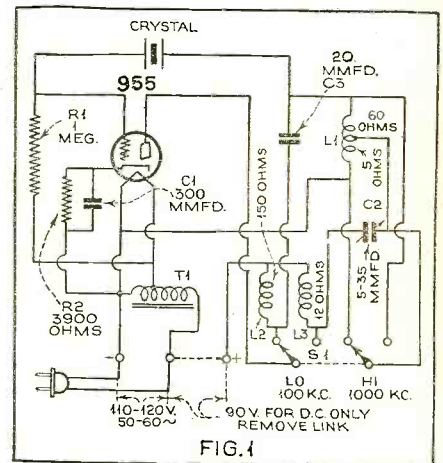 CRYSTAL
955
20.
MMFD.
C3
R1
1
MEG.
60
OHMS
L1
5
OHMS
C1
300
MMFD.
150 OHMS
C2
5-35
MMFD
12 OHMS
R2
3900
OHMS
T1
L2
L3
S1
-
+
LO
100 K.C.
HI
1000 K.C.
110-120V.
50-60~
90 V. FOR D.C. ONLY
REMOVE LINK
FIG. 1